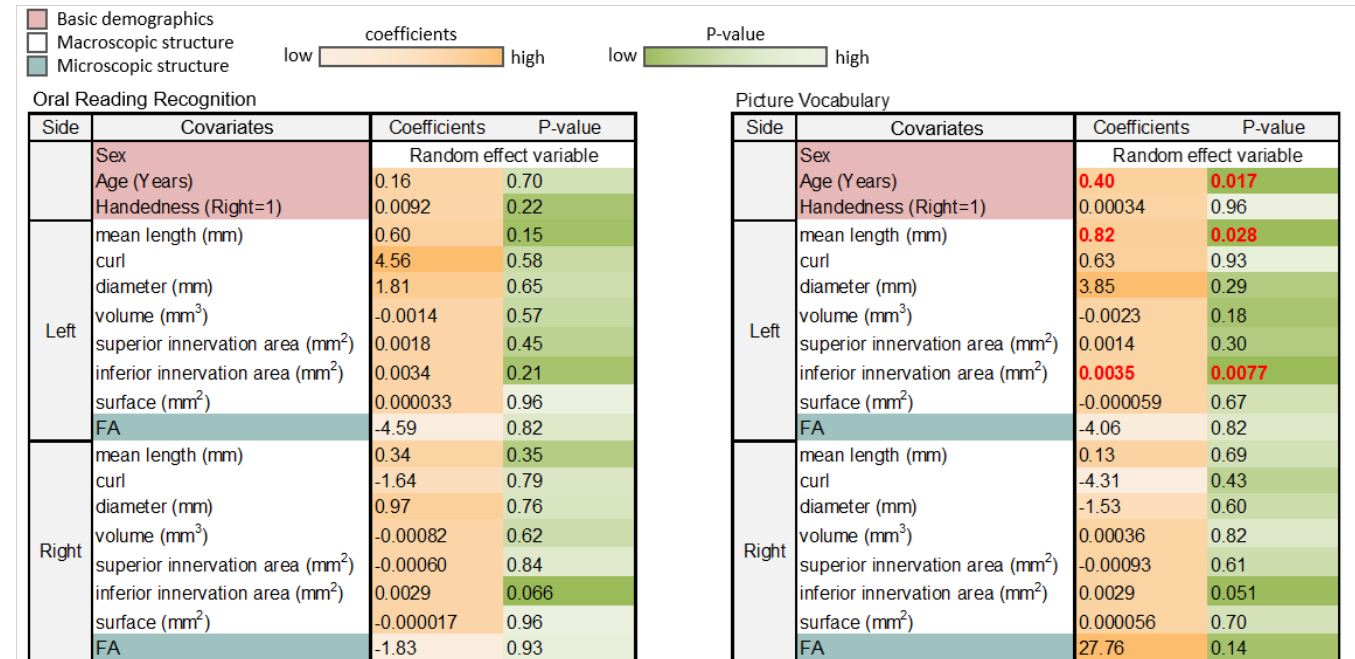 Basic demographics
Macroscopic structure
Microscopic structure
coefficients
low high
P-value
low high
Oral Reading Recognition
Side Covariates Coefficients P-value
Sex Random effect variable
Age (Years) 0.16 0.70
Handedness (Right=1) 0.0092 0.22
Left
mean length (mm) 0.60 0.15
curl 4.56 0.58
diameter (mm) 1.81 0.65
volume (mm³) -0.0014 0.57
superior innervation area (mm²) 0.0018 0.45
inferior innervation area (mm²) 0.0034 0.21
surface (mm²) 0.000033 0.96
FA -4.59 0.82
Right
mean length (mm) 0.34 0.35
curl -1.64 0.79
diameter (mm) 0.97 0.76
volume (mm³) -0.00082 0.62
superior innervation area (mm²) -0.00060 0.84
inferior innervation area (mm²) 0.0029 0.066
surface (mm²) -0.000017 0.96
FA -1.83 0.93
Picture Vocabulary
Side Covariates Coefficients P-value
Sex Random effect variable
Age (Years) 0.40 0.017
Handedness (Right=1) 0.00034 0.96
Left
mean length (mm) 0.82 0.028
curl 0.63 0.93
diameter (mm) 3.85 0.29
volume (mm³) -0.0023 0.18
superior innervation area (mm²) 0.0014 0.30
inferior innervation area (mm²) 0.0035 0.0077
surface (mm²) -0.000059 0.67
FA -4.06 0.82
Right
mean length (mm) 0.13 0.69
curl -4.31 0.43
diameter (mm) -1.53 0.60
volume (mm³) 0.00036 0.82
superior innervation area (mm²) -0.00093 0.61
inferior innervation area (mm²) 0.0029 0.051
surface (mm²) 0.000056 0.70
FA 27.76 0.14